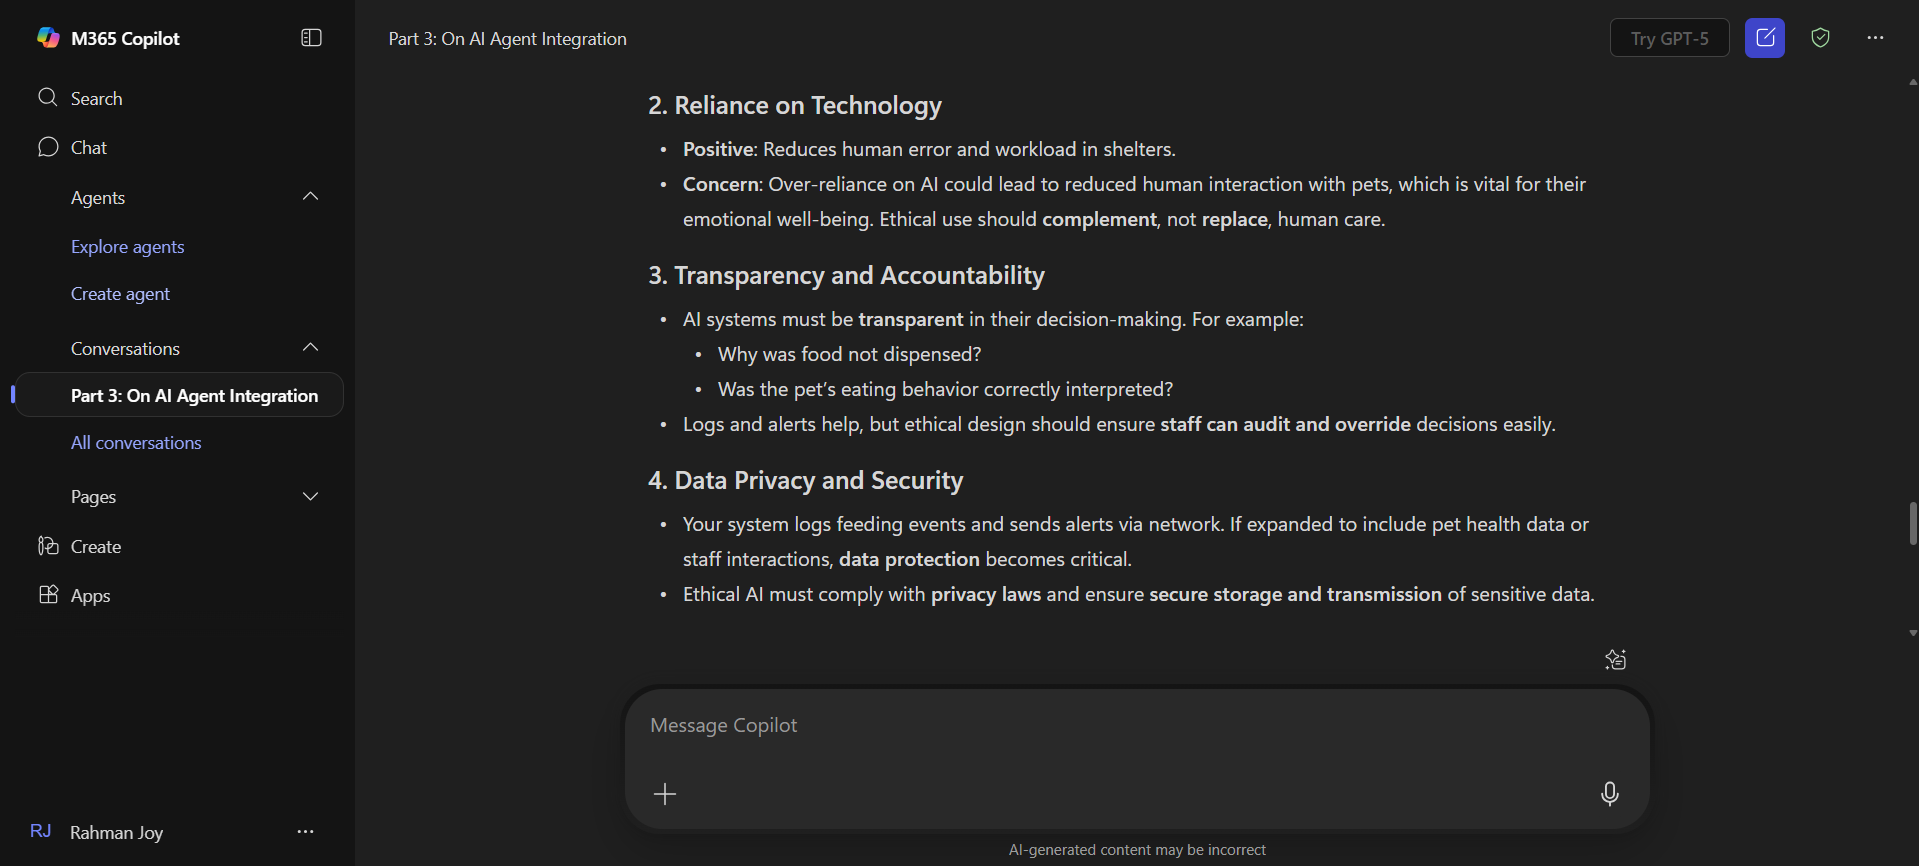 M365 Copilot
Search
Chat
Agents
Explore agents
Create agent
Conversations
Part 3: On AI Agent Integration
All conversations
Pages
Create
Apps
RJ Rahman Joy
Part 3: On AI Agent Integration
Try GPT-5
2. Reliance on Technology
• Positive: Reduces human error and workload in shelters.
• Concern: Over-reliance on AI could lead to reduced human interaction with pets, which is vital for their
emotional well-being. Ethical use should complement, not replace, human care.
3. Transparency and Accountability
• AI systems must be transparent in their decision-making. For example:
• Why was food not dispensed?
• Was the pet's eating behavior correctly interpreted?
• Logs and alerts help, but ethical design should ensure staff can audit and override decisions easily.
4. Data Privacy and Security
• Your system logs feeding events and sends alerts via network. If expanded to include pet health data or
staff interactions, data protection becomes critical.
• Ethical AI must comply with privacy laws and ensure secure storage and transmission of sensitive data.
Message Copilot
AI-generated content may be incorrect